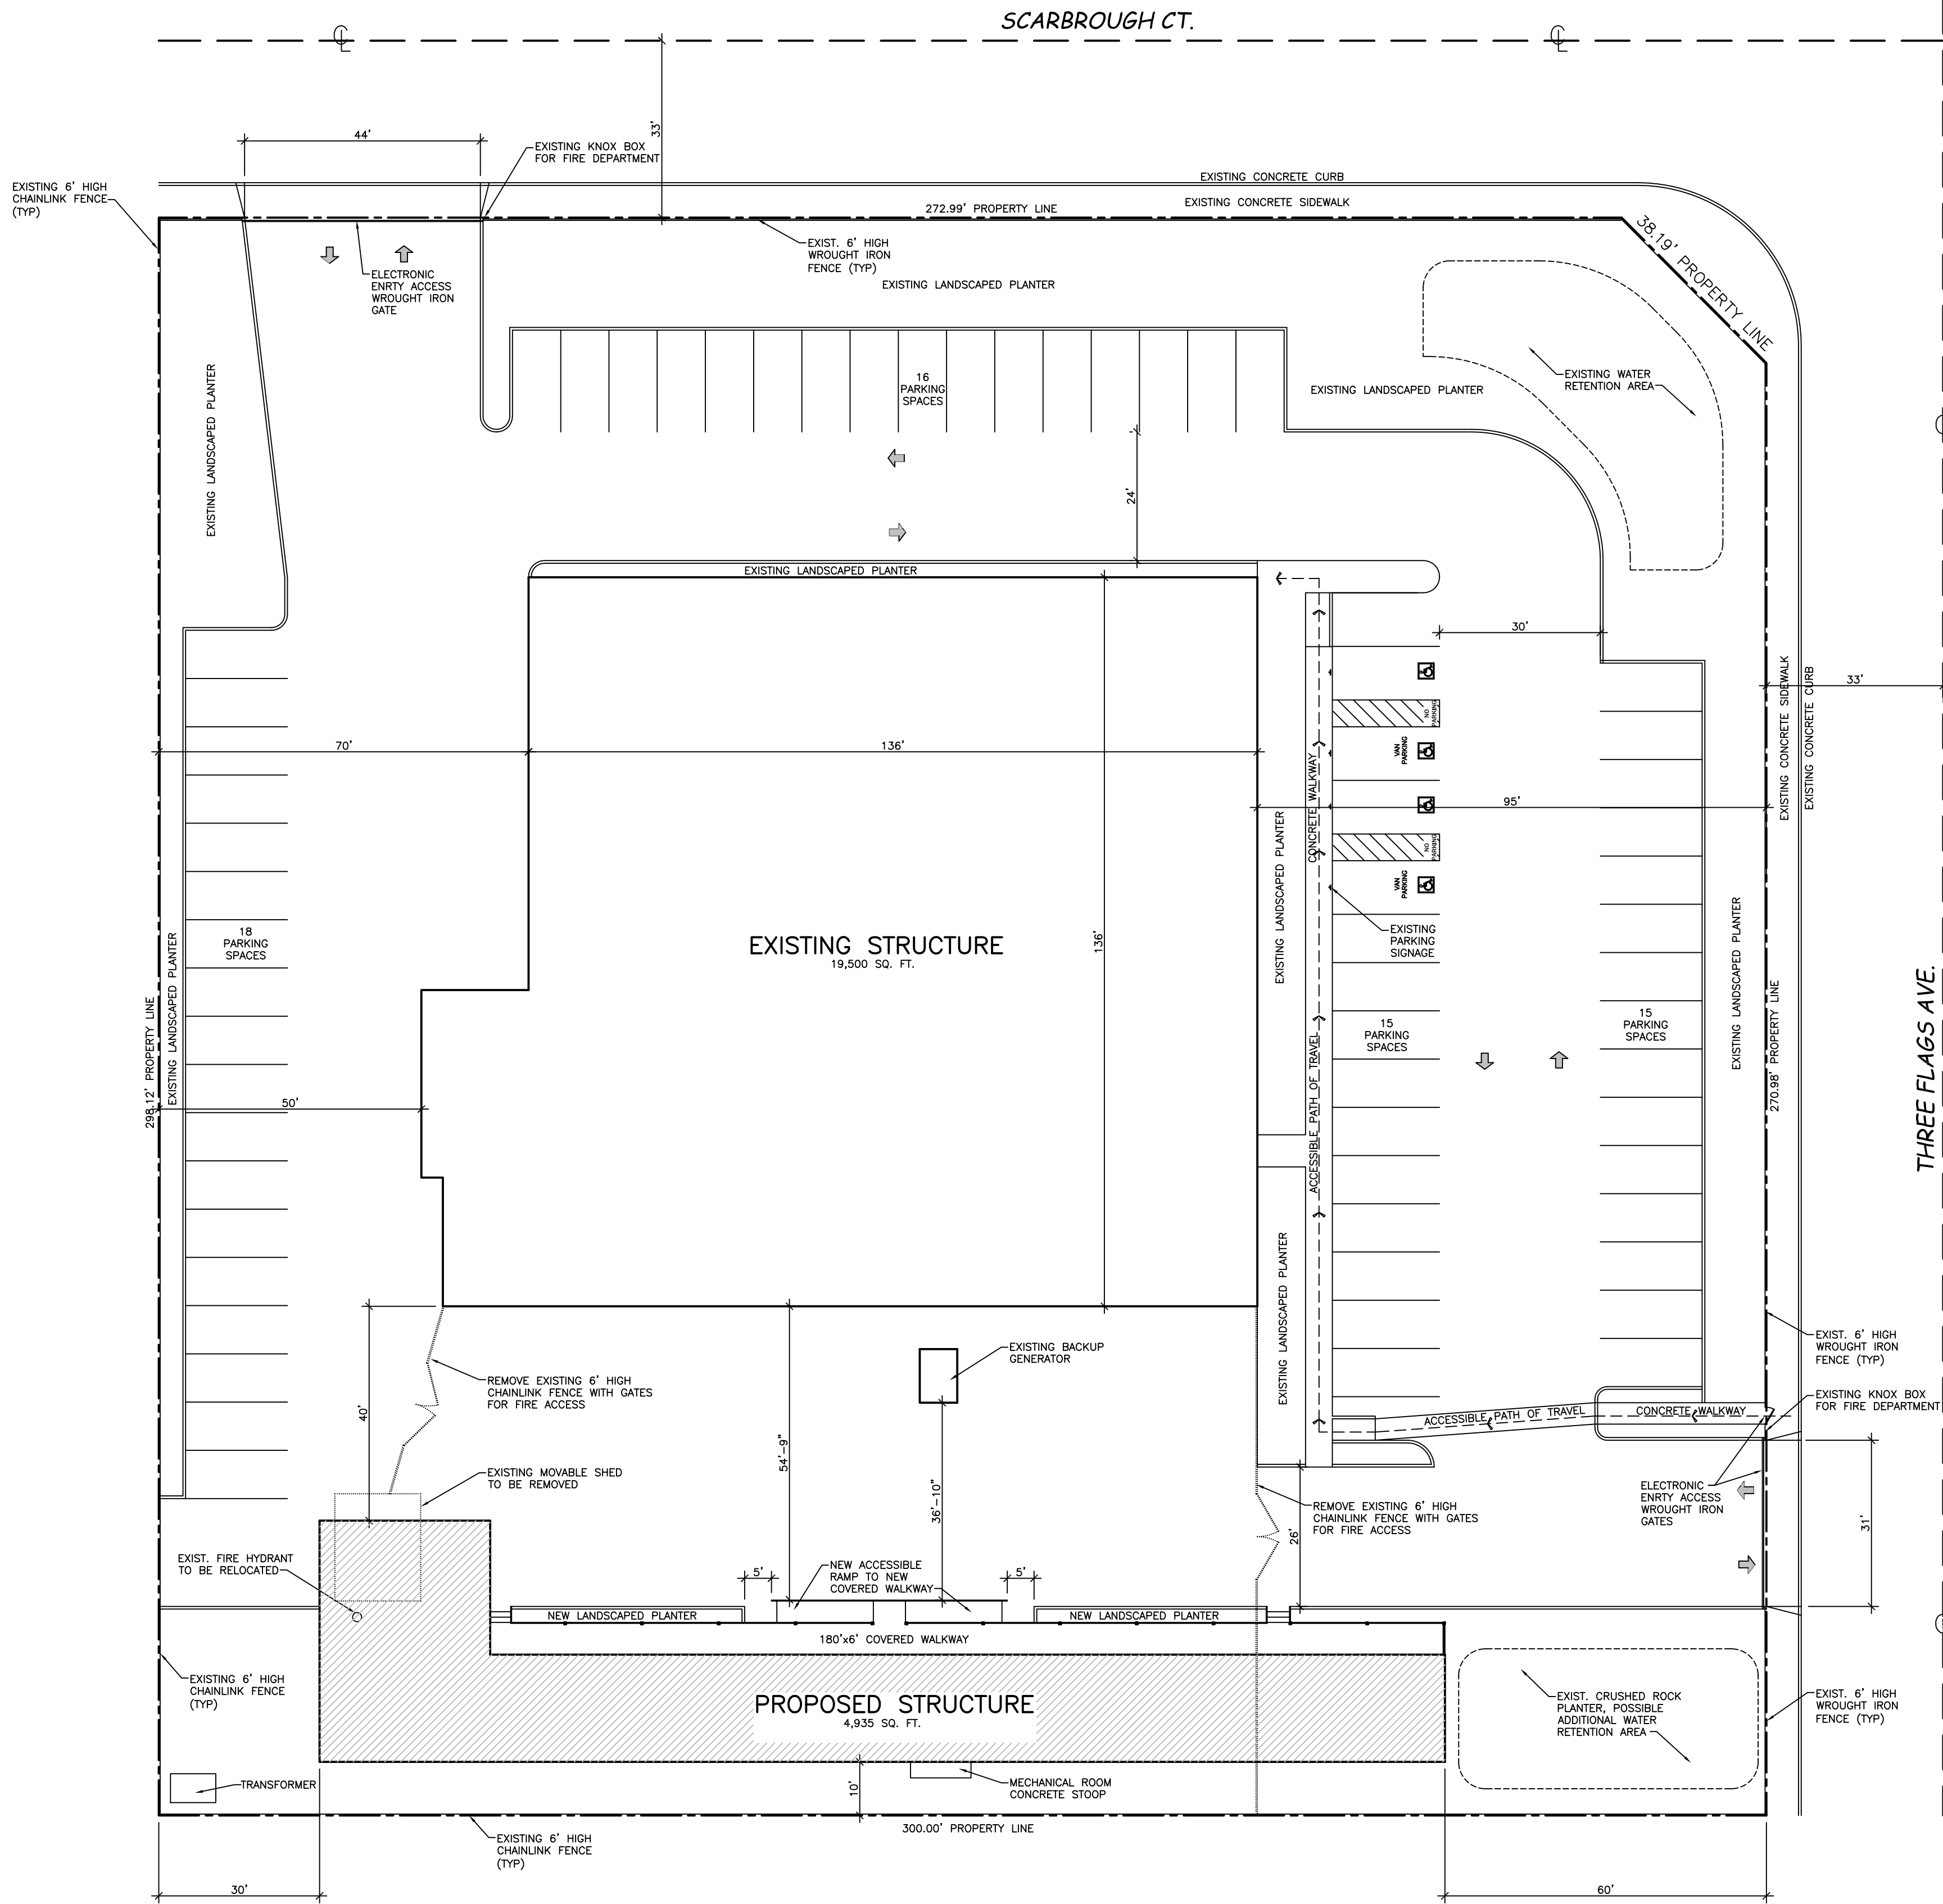 SCARBROUGH CT.
44'
33'
EXISTING KNOX BOX
FOR FIRE DEPARTMENT
EXISTING 6' HIGH
CHAINLINK FENCE
(TYP)
EXISTING CONCRETE CURB
EXISTING CONCRETE SIDEWALK
272.99' PROPERTY LINE
38.19' PROPERTY LINE
EXIST. 6' HIGH
WROUGHT IRON
FENCE (TYP)
ELECTRONIC
ENRTY ACCESS
WROUGHT IRON
GATE
EXISTING LANDSCAPED PLANTER
EXISTING LANDSCAPED PLANTER
16
PARKING
SPACES
EXISTING LANDSCAPED PLANTER
EXISTING WATER
RETENTION AREA
24'
EXISTING LANDSCAPED PLANTER
30'
33'
EXISTING CONCRETE SIDEWALK
EXISTING CONCRETE CURB
NO
PARKING
VAN
PARKING
70'
136'
95'
CONCRETE WALKWAY
NO
PARKING
VAN
PARKING
EXISTING LANDSCAPED PLANTER
EXISTING
PARKING
SIGNAGE
18
PARKING
SPACES
EXISTING STRUCTURE
19,500 SQ. FT.
136'
EXISTING LANDSCAPED PLANTER
298.12' PROPERTY LINE
EXISTING LANDSCAPED PLANTER
15
PARKING
SPACES
15
PARKING
SPACES
270.98' PROPERTY LINE
THREE FLAGS AVE.
50'
ACCESSIBLE PATH OF TRAVEL
EXISTING LANDSCAPED PLANTER
EXISTING BACKUP
GENERATOR
EXIST. 6' HIGH
WROUGHT IRON
FENCE (TYP)
REMOVE EXISTING 6' HIGH
CHAINLINK FENCE WITH GATES
FOR FIRE ACCESS
40'
54'-9"
36'-10"
ACCESSIBLE PATH OF TRAVEL
CONCRETE WALKWAY
EXISTING KNOX BOX
FOR FIRE DEPARTMENT
EXISTING MOVABLE SHED
TO BE REMOVED
REMOVE EXISTING 6' HIGH
CHAINLINK FENCE WITH GATES
FOR FIRE ACCESS
ELECTRONIC
ENRTY ACCESS
WROUGHT IRON
GATES
26'
31'
EXIST. FIRE HYDRANT
TO BE RELOCATED
5'
NEW ACCESSIBLE
RAMP TO NEW
COVERED WALKWAY
5'
NEW LANDSCAPED PLANTER
NEW LANDSCAPED PLANTER
180'x6' COVERED WALKWAY
EXISTING 6' HIGH
CHAINLINK FENCE
(TYP)
PROPOSED STRUCTURE
4,935 SQ. FT.
EXIST. CRUSHED ROCK
PLANTER, POSSIBLE
ADDITIONAL WATER
RETENTION AREA
EXIST. 6' HIGH
WROUGHT IRON
FENCE (TYP)
TRANSFORMER
10'
MECHANICAL ROOM
CONCRETE STOOP
300.00' PROPERTY LINE
EXISTING 6' HIGH
CHAINLINK FENCE
(TYP)
30'
60'